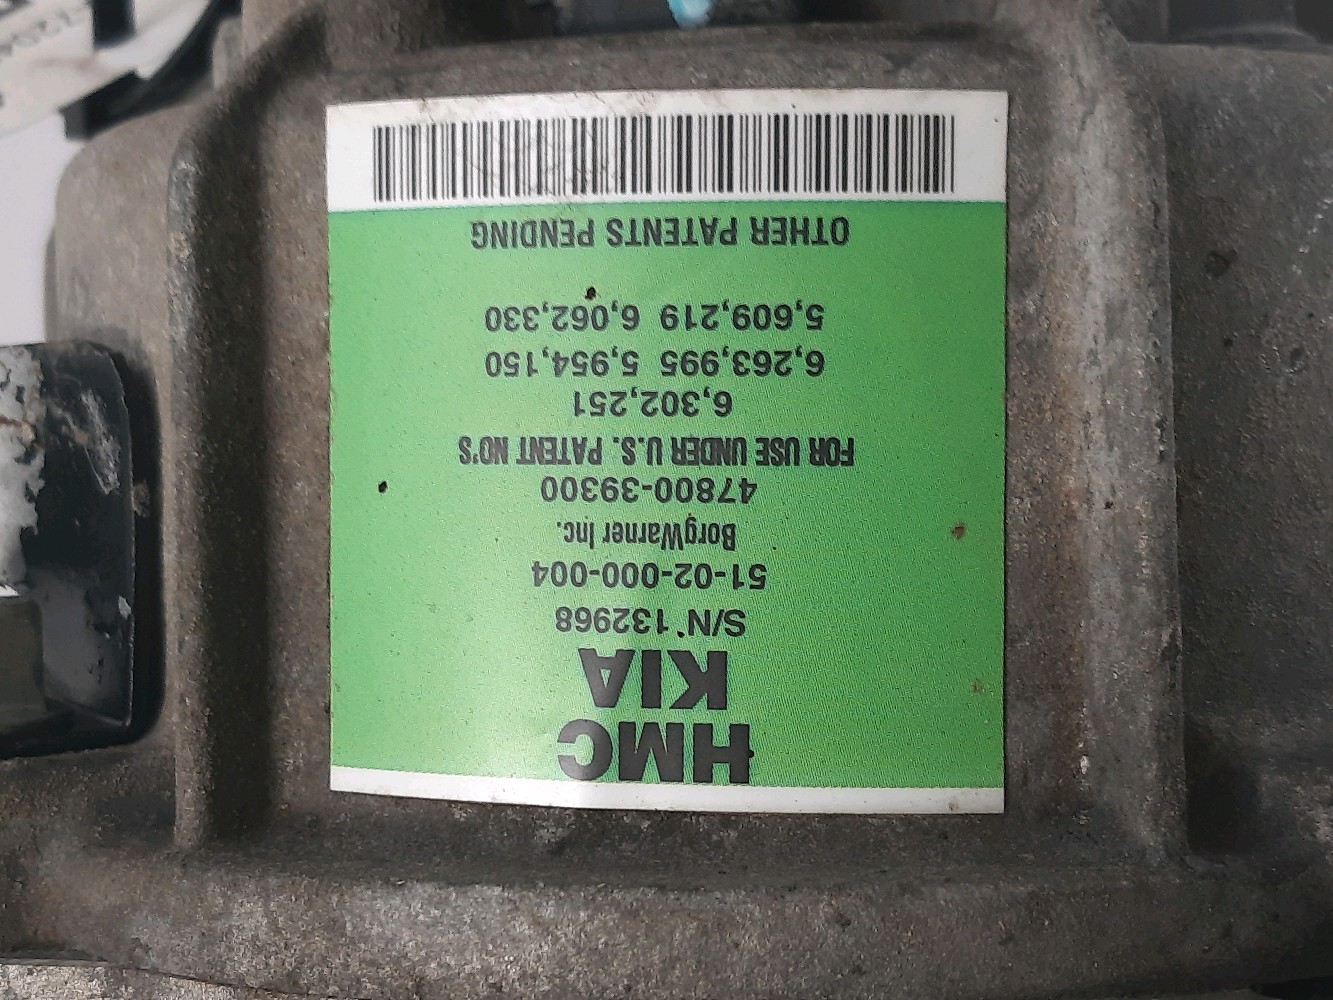 HMC
KIA
S/N 132968
51-02-000-004
BorgWarner Inc.
47800-39300
FOR USE UNDER U.S. PATENT NO'S
6,302,251
6,263,995 5,954,150
5,609,219 6,062,330
OTHER PATENTS PENDING